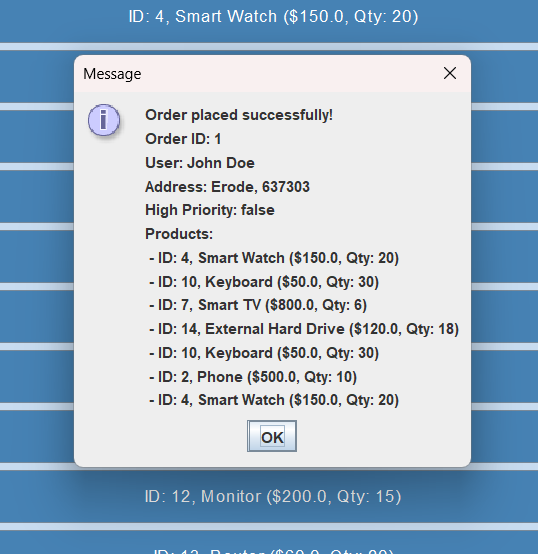 ID: 4, Smart Watch ($150.0, Qty: 20)
Message
Order placed successfully!
Order ID: 1
User: John Doe
Address: Erode, 637303
High Priority: false
Products:
- ID: 4, Smart Watch ($150.0, Qty: 20)
- ID: 10, Keyboard ($50.0, Qty: 30)
- ID: 7, Smart TV ($800.0, Qty: 6)
- ID: 14, External Hard Drive ($120.0, Qty: 18)
- ID: 10, Keyboard ($50.0, Qty: 30)
- ID: 2, Phone ($500.0, Qty: 10)
- ID: 4, Smart Watch ($150.0, Qty: 20)
OK
ID: 12, Monitor ($200.0, Qty: 15)
ID: 13, Router